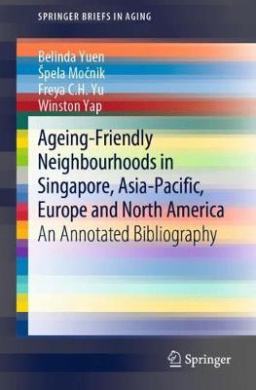 SPRINGER BRIEFS IN AGING
Belinda Yuen
Špela Močnik
Freya C.H. Yu
Winston Yap
Ageing-Friendly
Neighbourhoods in
Singapore, Asia-Pacific,
Europe and North America
An Annotated Bibliography
Springer